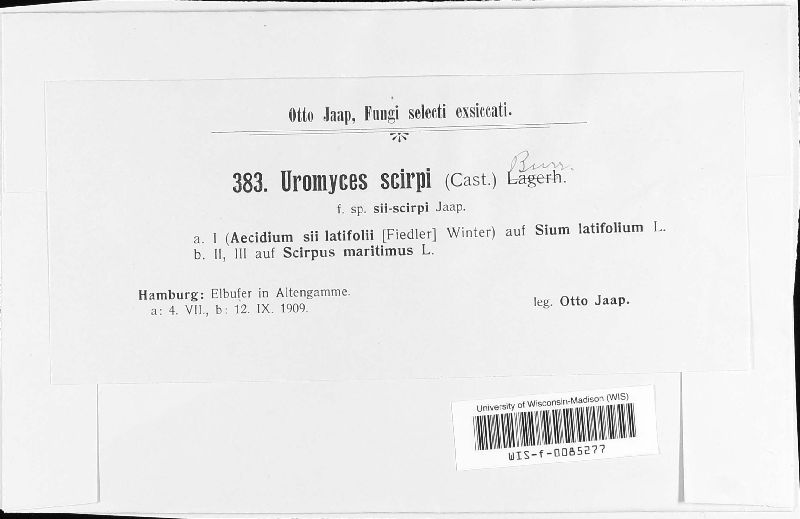 Otto Jaap, Fungi selecti exsiccati.
Burr.
383. Uromyces scirpi (Cast.) Lagerh.
f. sp. sii-scirpi Jaap.
a. I (Aecidium sii latifolii [Fiedler] Winter) auf Sium latifolium L.
b. II, III auf Scirpus maritimus L.
Hamburg: Elbufer in Altengamme.
a: 4. VII., b: 12. IX. 1909.
leg. Otto Jaap.
University of Wisconsin-Madison (WIS)
WIS-f-0085277